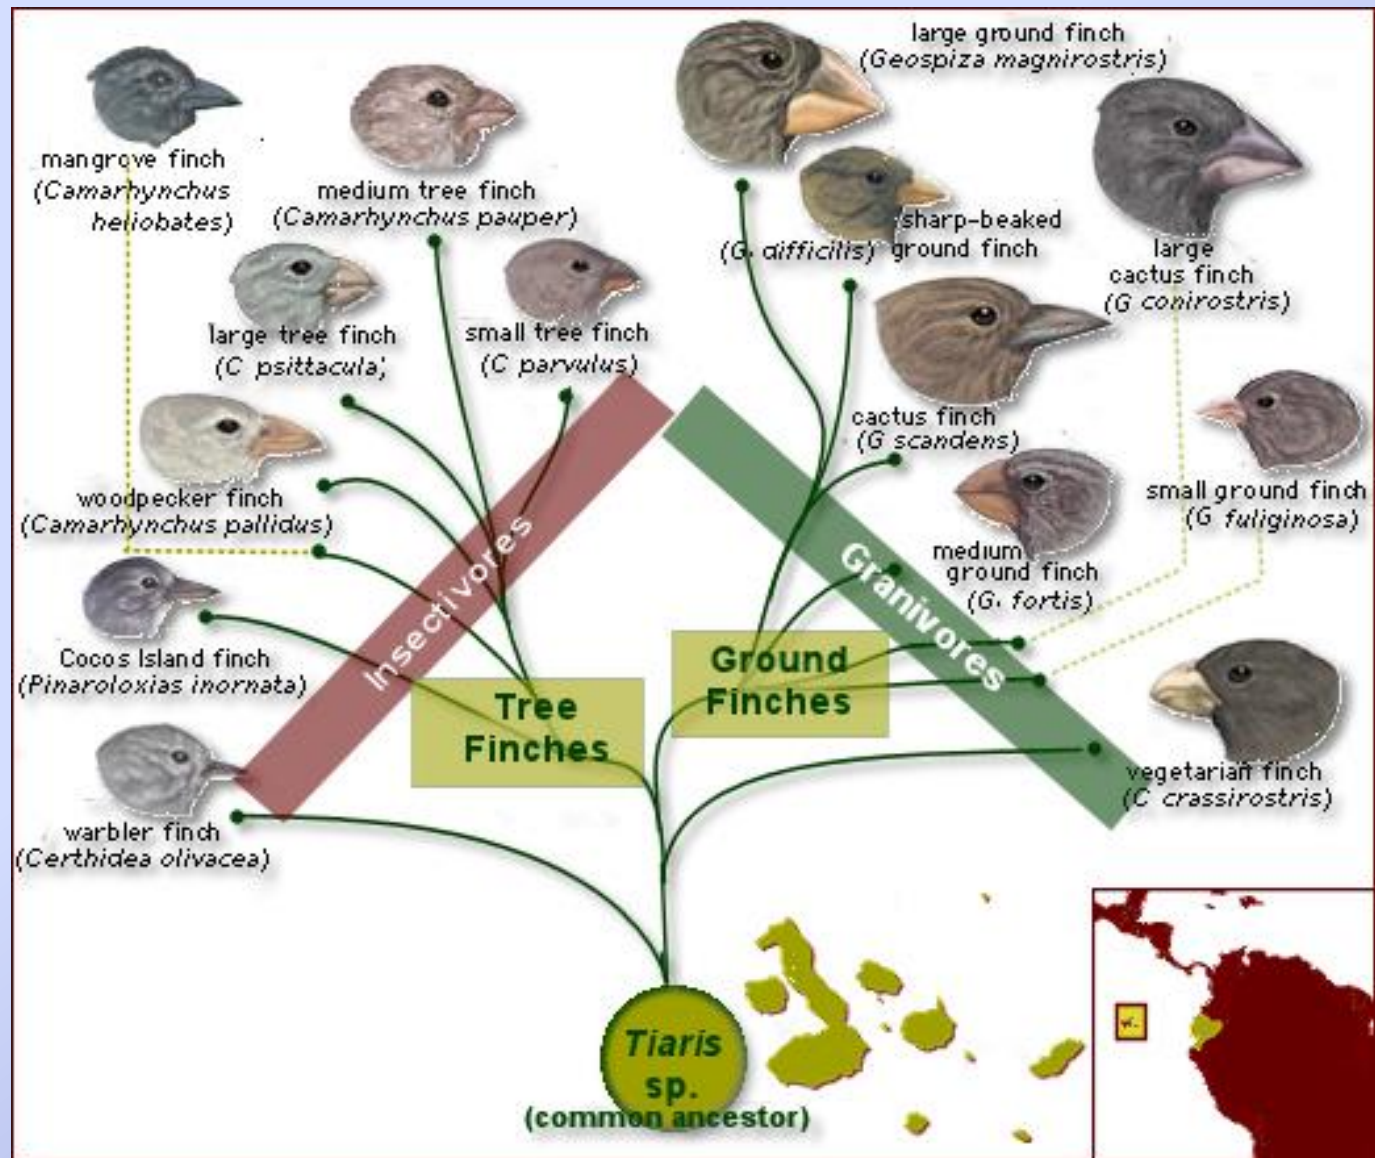 mangrove finch
(Camarhynchus
heliobates)
medium tree finch
(Camarhynchus pauper)
large tree finch
(C psittacula)
small tree finch
(C parvulus)
woodpecker finch
(Camarhynchus pallidus)
Cocos Island finch
(Pinaroloxias inornata)
warbler finch
(Certhidea olivacea)
Insectivores
Tree
Finches
large ground finch
(Geospiza magnirostris)
sharp-beaked
(G. difficilis) ground finch
large
cactus finch
(G conirostris)
cactus finch
(G scandens)
small ground finch
(G fuliginosa)
medium
ground finch
(G. fortis)
Granivores
Ground
Finches
vegetarian finch
(C crassirostris)
Tiaris
sp.
(common ancestor)